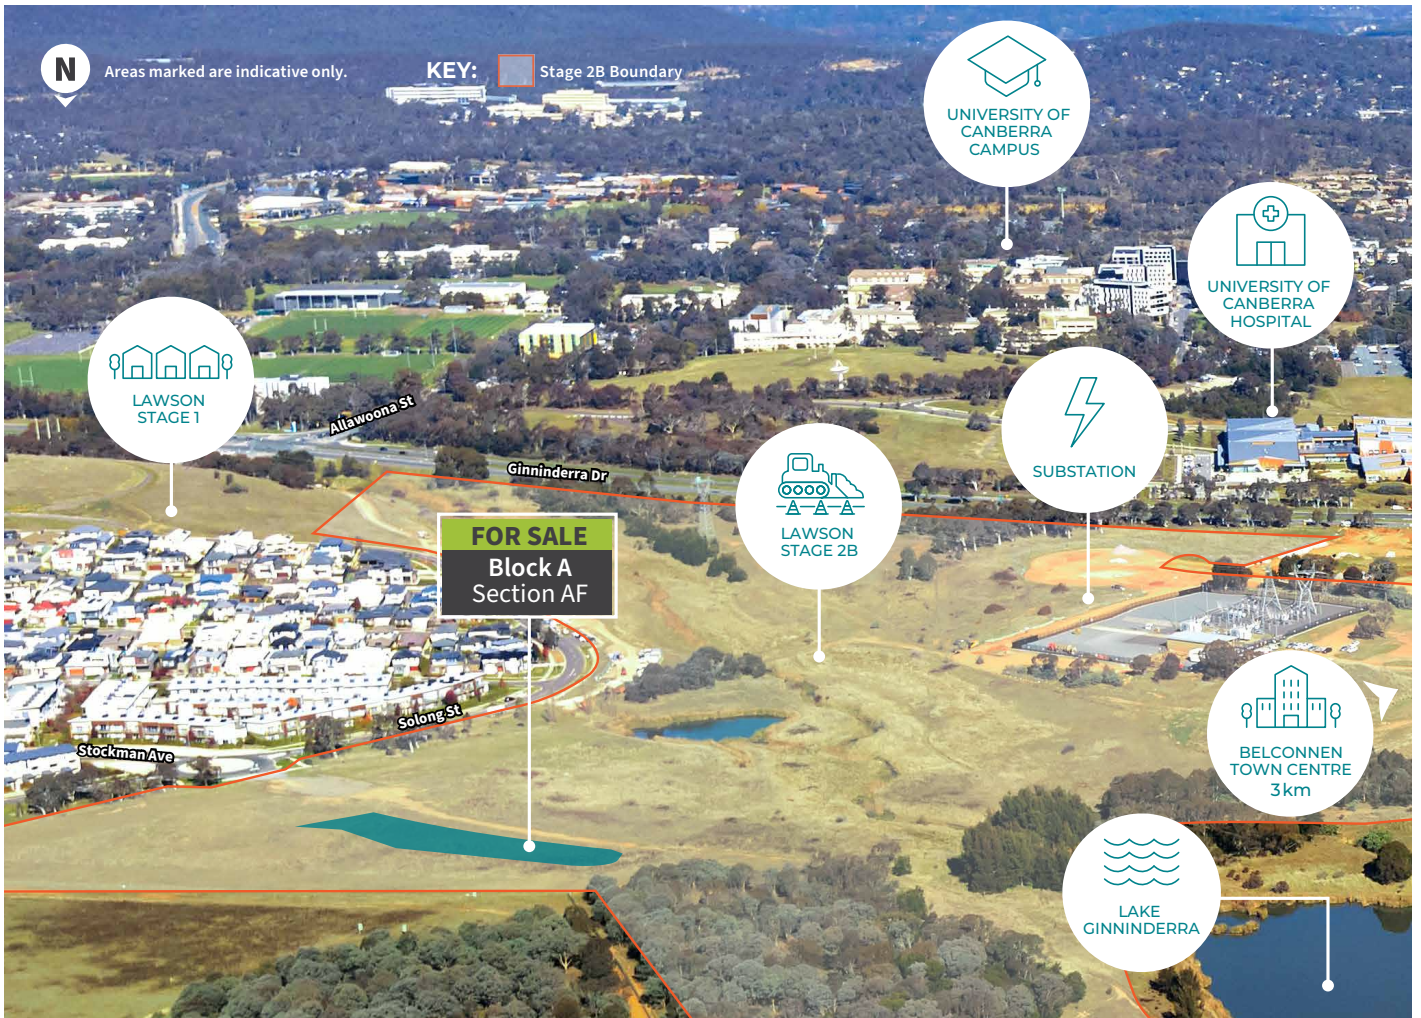 N
Areas marked are indicative only.
KEY:
Stage 2B Boundary
UNIVERSITY OF
CANBERRA
CAMPUS
UNIVERSITY OF
CANBERRA
HOSPITAL
LAWSON
STAGE 1
Allawoona St
Ginninderra Dr
SUBSTATION
LAWSON
STAGE 2B
FOR SALE
Block A
Section AF
Solong St
Stockman Ave
BELCONNEN
TOWN CENTRE
3km
LAKE
GINNINDERRA